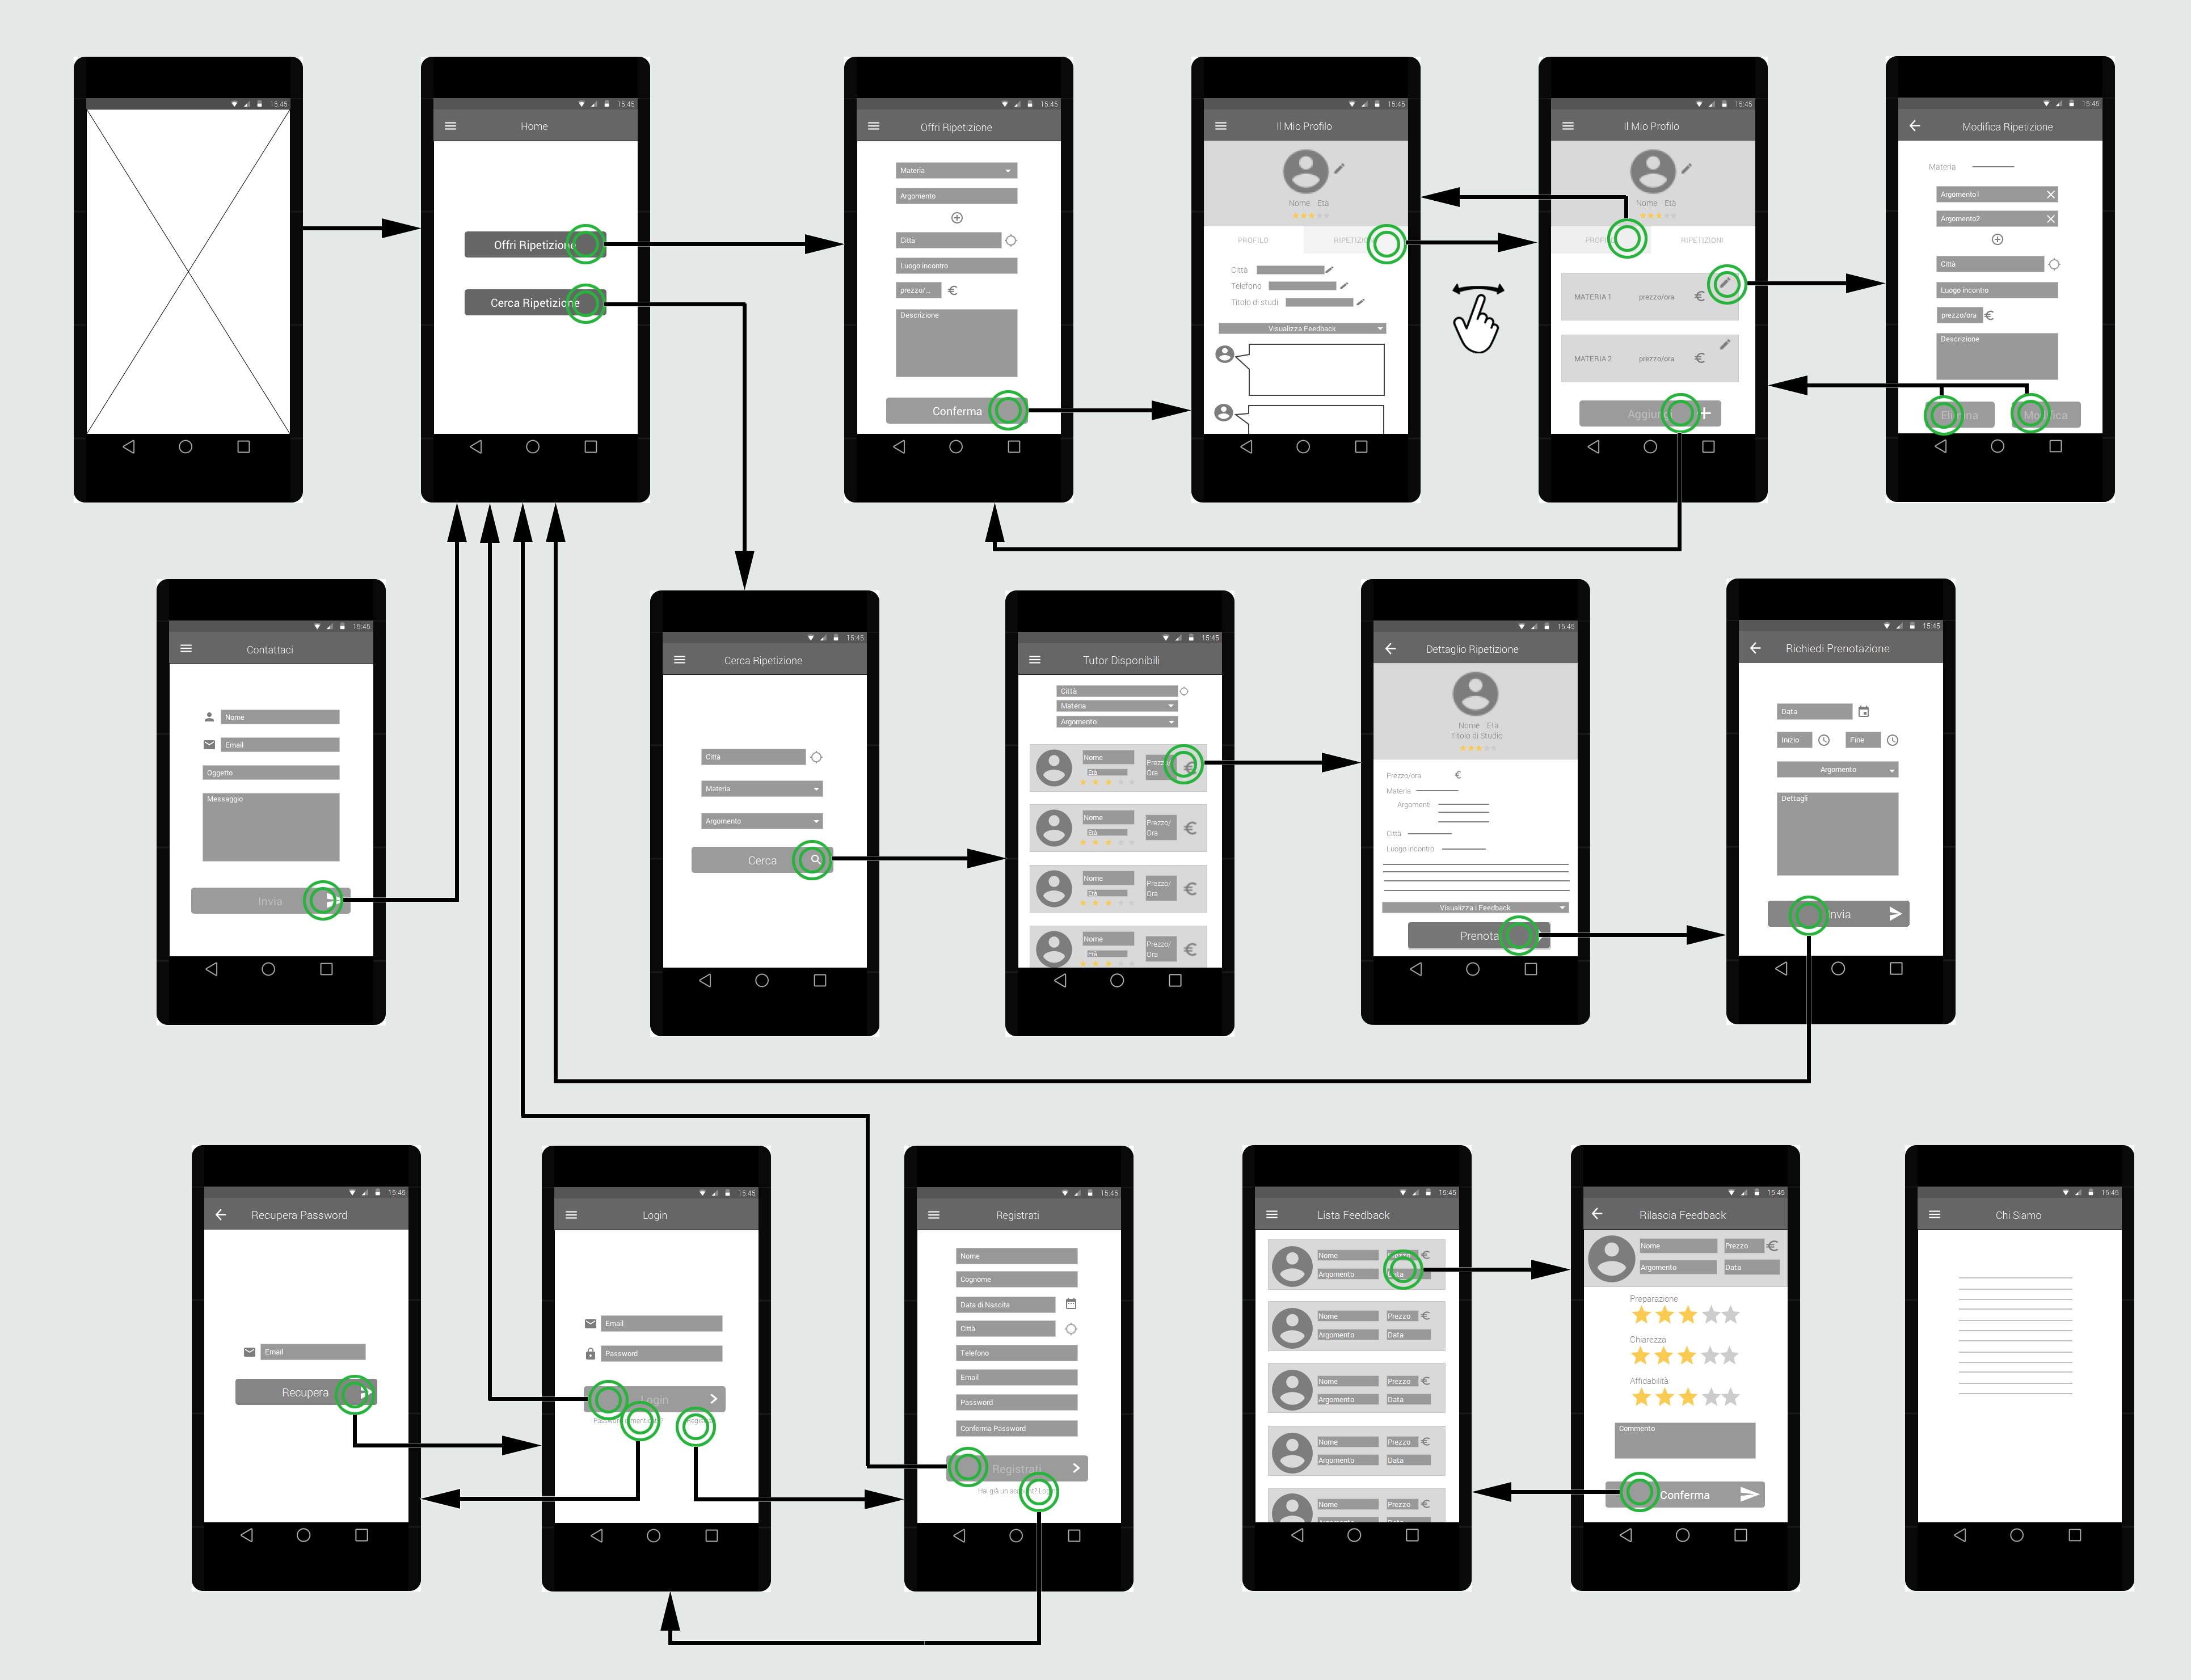 15:45
15:45
Home
Offri Ripetizione
Cerca Ripetizione
15:45
Offri Ripetizione
Materia
Argomento
Città
Luogo incontro
prezzo/...
€
Descrizione
Conferma
15:45
Il Mio Profilo
Nome Età
PROFILO
Città
Telefono
Titolo di studi
Visualizza Feedback
15:45
Il Mio Profilo
Nome Età
RIPETIZIONI
MATERIA 1 prezzo/ora €
MATERIA 2 prezzo/ora €
Aggiungi
15:45
Modifica Ripetizione
Materia
Argomento1
Argomento2
Città
Luogo incontro
prezzo/ora €
Descrizione
Elimina
Modifica
15:45
Contattaci
Nome
Email
Oggetto
Messaggio
Invia
15:45
Cerca Ripetizione
Città
Materia
Argomento
Cerca
15:45
Tutor Disponibili
Città
Materia
Argomento
Nome
Età
Prezzo/
Ora
€
Nome
Età
Prezzo/
Ora
€
Nome
Età
Prezzo/
Ora
€
Nome
Età
Prezzo/
Ora
€
15:45
Dettaglio Ripetizione
Nome Età
Titolo di Studio
Prezzo/ora €
Materia
Argomenti
Città
Luogo incontro
Visualizza i Feedback
Prenota
15:45
Richiedi Prenotazione
Data
Inizio
Fine
Argomento
Dettagli
Invia
15:45
Recupera Password
Email
Recupera
15:45
Login
Email
Password
Login
15:45
Registrati
Nome
Cognome
Data di Nascita
Città
Telefono
Email
Password
Conferma Password
Registrati
Hai già un account? Login
15:45
Lista Feedback
Nome Prezzo €
Argomento Data
Nome Prezzo €
Argomento Data
Nome Prezzo €
Argomento Data
Nome Prezzo €
Argomento Data
Nome Prezzo €
15:45
Rilascia Feedback
Nome Prezzo €
Argomento Data
Preparazione
Chiarezza
Affidabilità
Commento
Conferma
15:45
Chi Siamo